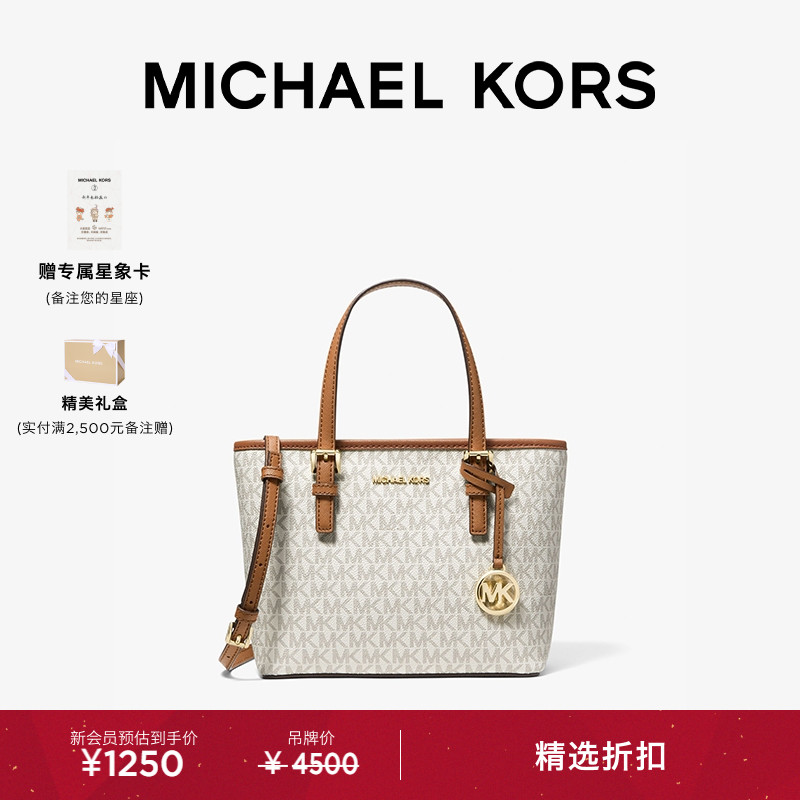 MICHAEL KORS
MICHAEL KORS
赠专属星象卡
(备注您的星座)
MICHAEL KORS
精美礼盒
(实付满2,500元备注赠)
MICHAEL KORS
MK
新会员预估到手价
¥1250
吊牌价
¥ 4500
精选折扣